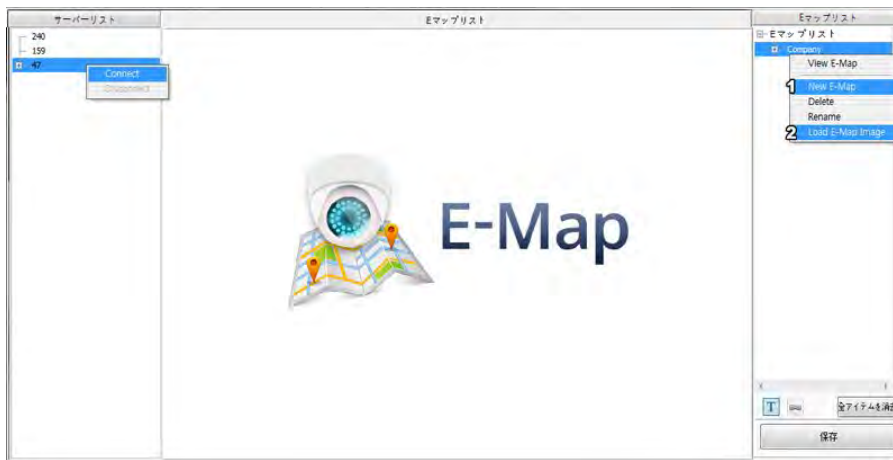 サーバーリスト
240
159
47
Connect
Disconnect
Eマップリスト
E-Map
Eマップリスト
Eマップリスト
Company
View E-Map
1 New E-Map
Delete
Rename
2 Load E-Map Image
T
全アイテムを消去
保存